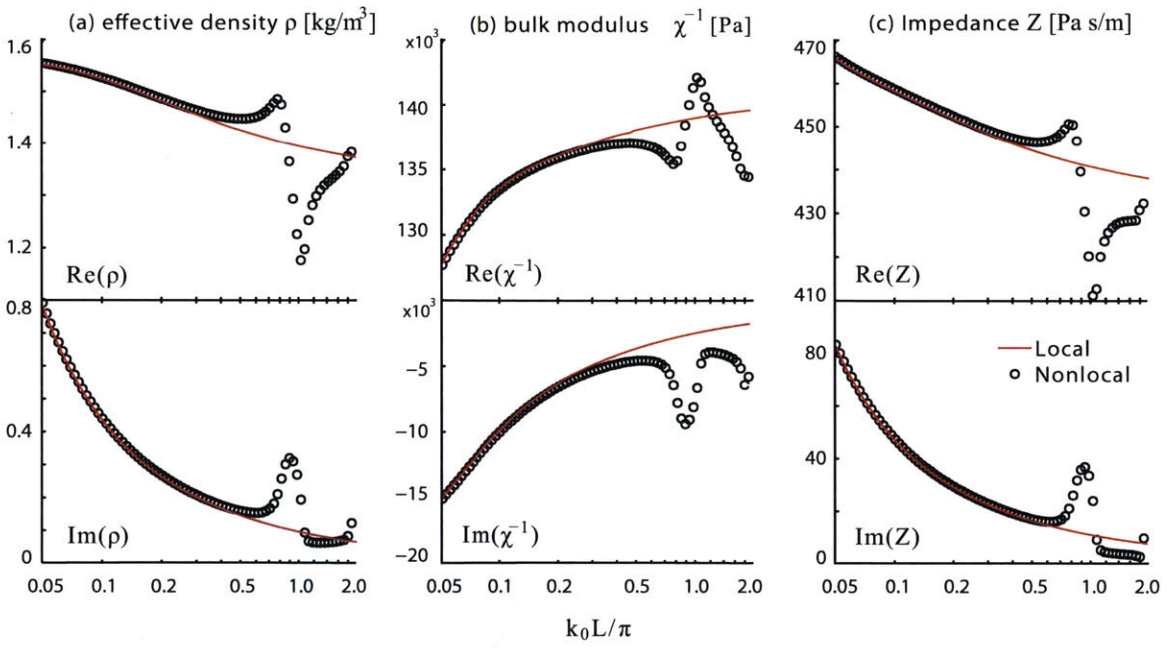 (a) effective density ρ [kg/m³]
(b) bulk modulus χ⁻¹ [Pa]
(c) Impedance Z [Pa s/m]
1.6
1.4
1.2
Re(ρ)
×10³
140
135
130
Re(χ⁻¹)
470
450
430
410
Re(Z)
0.8
0.4
0
Im(ρ)
×10³
−5
−10
−15
−20
Im(χ⁻¹)
80
60
40
20
0
Im(Z)
Local
Nonlocal
0.05 0.1 0.2 0.5 1.0 2.0
0.05 0.1 0.2 0.5 1.0 2.0
0.05 0.1 0.2 0.5 1.0 2.0
k₀L/π